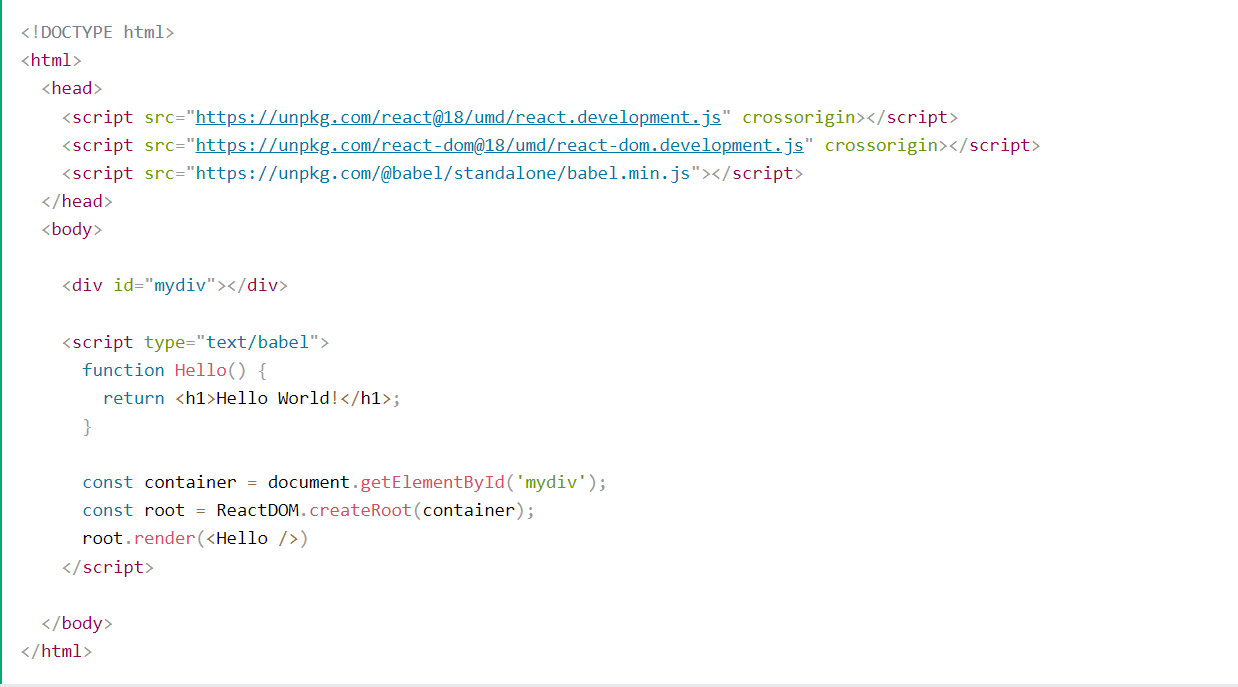 <!DOCTYPE html>
<html>
  <head>
    <script src="https://unpkg.com/react@18/umd/react.development.js" crossorigin></script>
    <script src="https://unpkg.com/react-dom@18/umd/react-dom.development.js" crossorigin></script>
    <script src="https://unpkg.com/@babel/standalone/babel.min.js"></script>
  </head>
  <body>

    <div id="mydiv"></div>

    <script type="text/babel">
      function Hello() {
        return <h1>Hello World!</h1>;
      }

      const container = document.getElementById('mydiv');
      const root = ReactDOM.createRoot(container);
      root.render(<Hello />)
    </script>

  </body>
</html>